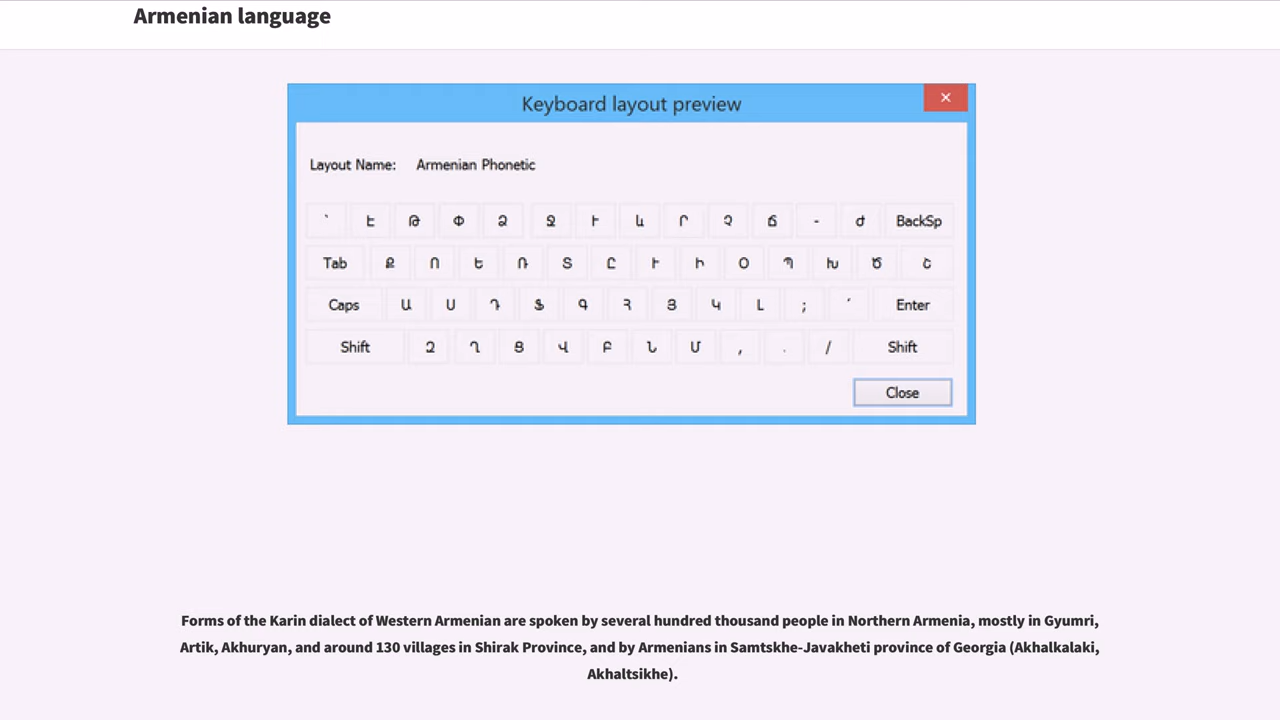 Armenian language
Keyboard layout preview
Layout Name: Armenian Phonetic
՝ Է Թ Փ Ձ Ջ Ւ և Ր Չ Ճ - Ժ BackSp
Tab Ք Ո Ե Ռ Տ Ը Ւ Ի Օ Պ Խ Ծ Շ
Caps Ա Ս Դ Ֆ Գ Հ Յ Կ Լ ; ՛ Enter
Shift Զ Ղ Ց Վ Բ Ն Մ , . / Shift
Close
Forms of the Karin dialect of Western Armenian are spoken by several hundred thousand people in Northern Armenia, mostly in Gyumri,
Artik, Akhuryan, and around 130 villages in Shirak Province, and by Armenians in Samtskhe-Javakheti province of Georgia (Akhalkalaki,
Akhaltsikhe).